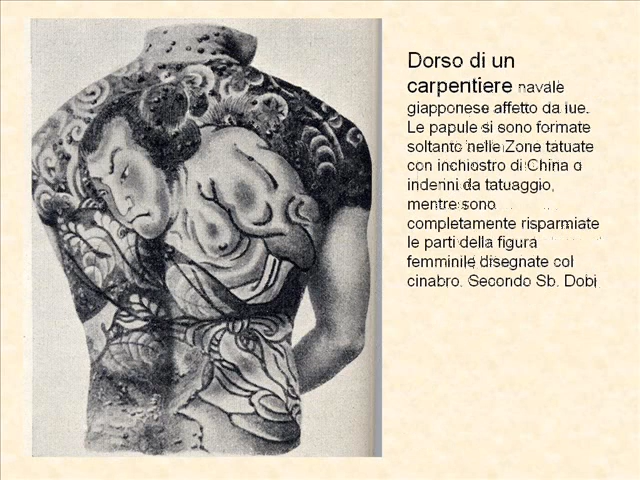 Dorso di un
carpentiere navale
giapponese affetto da lue.
Le papule si sono formate
soltanto nelle Zone tatuate
con inchiostro di China o
indenni da tatuaggio,
mentre sono
completamente risparmiate
le parti della figura
femminile disegnate col
cinabro. Secondo Sb. Dobi